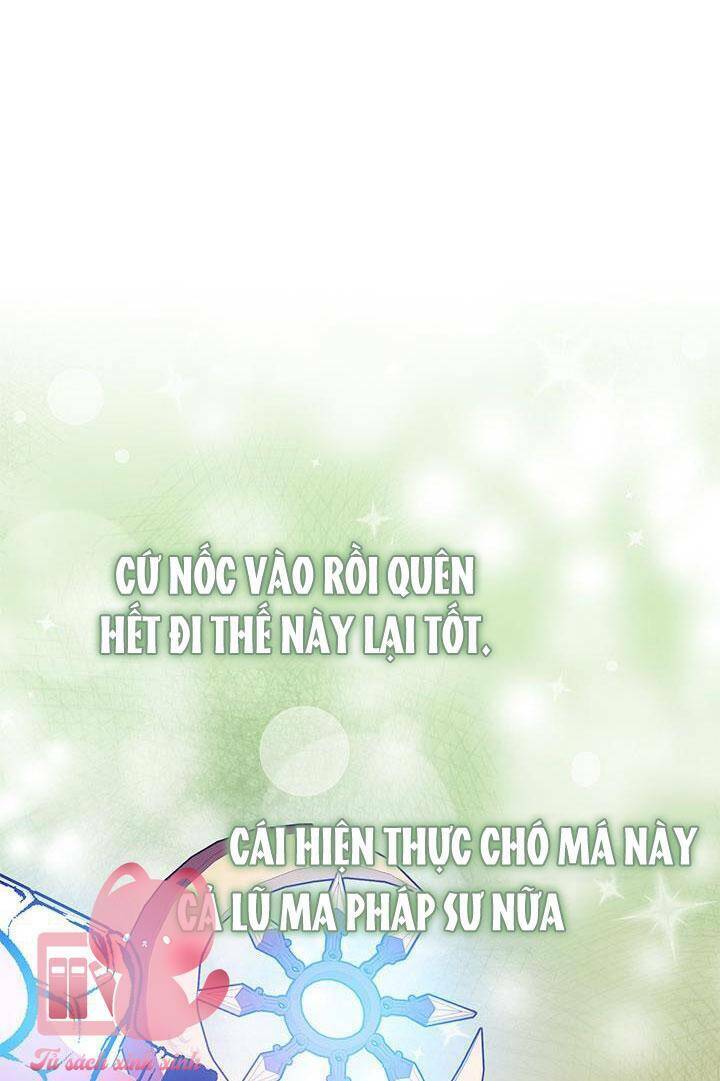 CỨ NỐC VÀO RỒI QUÊN
HẾT ĐI THẾ NÀY LẠI TỐT.
CÁI HIỆN THỰC CHÓ MÁ NÀY
CẢ LŨ MA PHÁP SƯ NỮA
Tủ sách xinh xinh